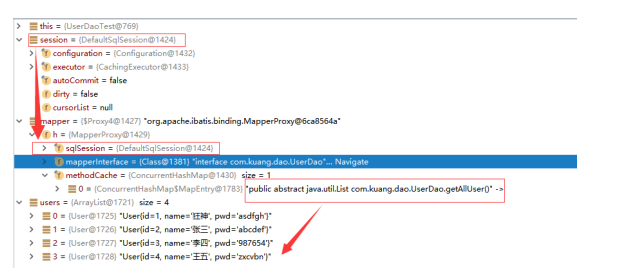 this = {UserDaoTest@769}
session = {DefaultSqlSession@1424}
configuration = {Configuration@1432}
executor = {CachingExecutor@1433}
autoCommit = false
dirty = false
cursorList = null
mapper = {$Proxy4@1427} "org.apache.ibatis.binding.MapperProxy@6ca8564a"
h = {MapperProxy@1429}
sqlSession = {DefaultSqlSession@1424}
mapperInterface = {Class@1381} "interface com.kuang.dao.UserDao"... Navigate
methodCache = {ConcurrentHashMap@1430} size = 1
0 = {ConcurrentHashMap$MapEntry@1783} "public abstract java.util.List com.kuang.dao.UserDao.getAllUser()" ->
users = {ArrayList@1721} size = 4
0 = {User@1725} "User{id=1, name='狂神', pwd='asdfgh'}"
1 = {User@1726} "User{id=2, name='张三', pwd='abcdef'}"
2 = {User@1727} "User{id=3, name='李四', pwd='987654'}"
3 = {User@1728} "User{id=4, name='王五', pwd='zxcvbn'}"